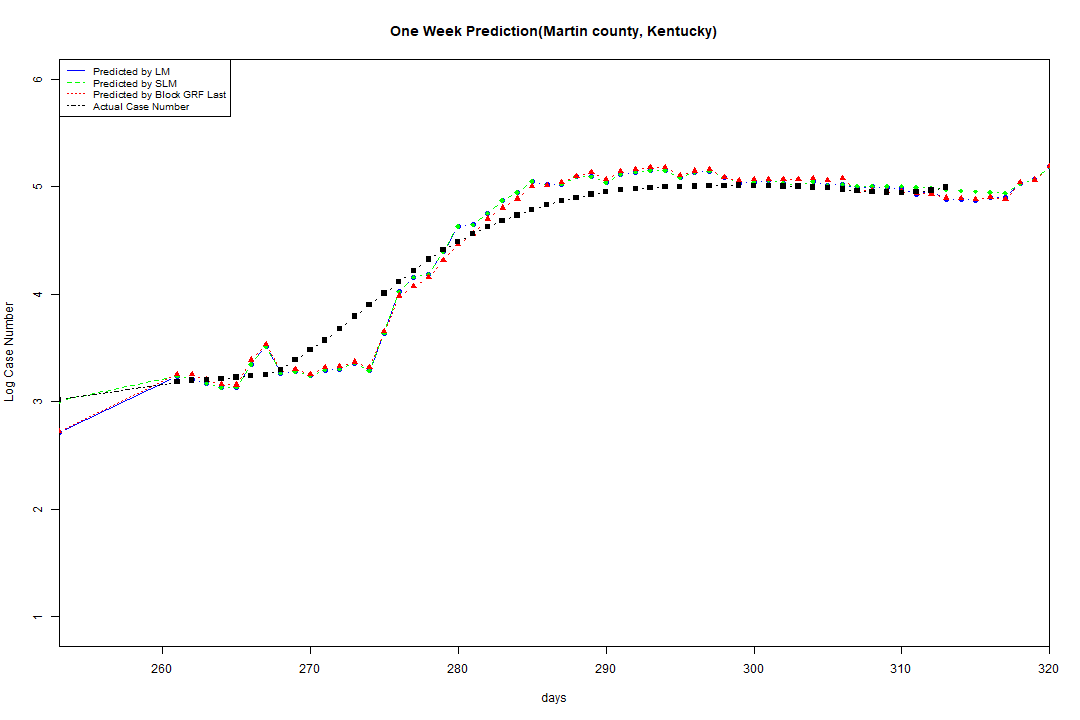 One Week Prediction(Martin county, Kentucky)
Predicted by LM
Predicted by SLM
Predicted by Block GRF Last
Actual Case Number
6
5
4
3
2
1
Log Case Number
260 270 280 290 300 310 320
days